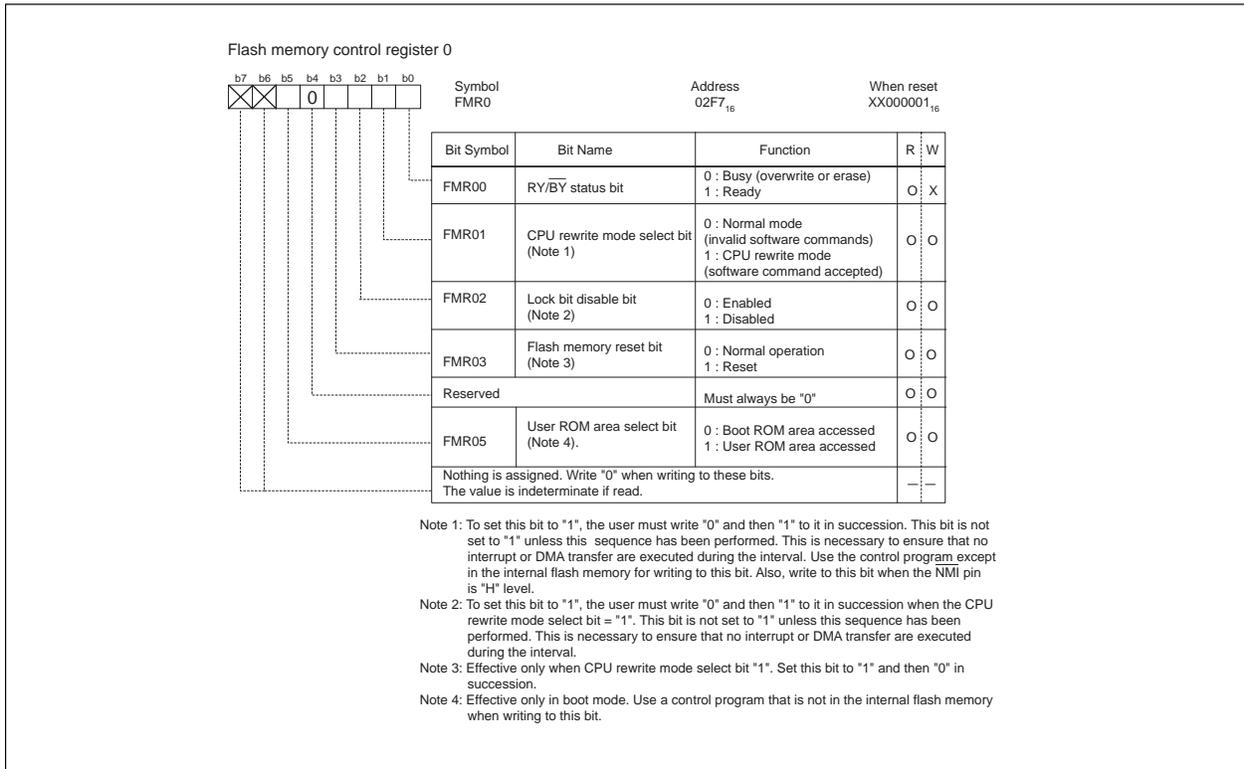 Flash memory control register 0
b7 b6 b5 b4 b3 b2 b1 b0
0
Symbol Address When reset
FMR0 02F7₁₆ XX000001₁₆
Bit Symbol Bit Name Function R W
FMR00 RY/BY status bit 0 : Busy (overwrite or erase)
1 : Ready O X
FMR01 CPU rewrite mode select bit
(Note 1)
0 : Normal mode
(invalid software commands)
1 : CPU rewrite mode
(software command accepted)
O O
FMR02 Lock bit disable bit
(Note 2)
0 : Enabled
1 : Disabled
O O
FMR03 Flash memory reset bit
(Note 3)
0 : Normal operation
1 : Reset
O O
Reserved Must always be "0" O O
FMR05 User ROM area select bit
(Note 4).
0 : Boot ROM area accessed
1 : User ROM area accessed
O O
Nothing is assigned. Write "0" when writing to these bits.
The value is indeterminate if read.
— —
Note 1: To set this bit to "1", the user must write "0" and then "1" to it in succession. This bit is not
set to "1" unless this sequence has been performed. This is necessary to ensure that no
interrupt or DMA transfer are executed during the interval. Use the control program except
in the internal flash memory for writing to this bit. Also, write to this bit when the NMI pin
is "H" level.
Note 2: To set this bit to "1", the user must write "0" and then "1" to it in succession when the CPU
rewrite mode select bit = "1". This bit is not set to "1" unless this sequence has been
performed. This is necessary to ensure that no interrupt or DMA transfer are executed
during the interval.
Note 3: Effective only when CPU rewrite mode select bit "1". Set this bit to "1" and then "0" in
succession.
Note 4: Effective only in boot mode. Use a control program that is not in the internal flash memory
when writing to this bit.